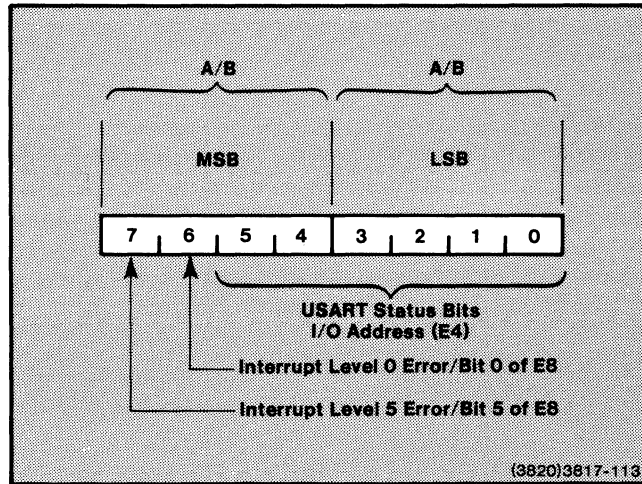 A/B A/B
MSB LSB
7 6 5 4 3 2 1 0
USART Status Bits
I/O Address (E4)
Interrupt Level 0 Error/Bit 0 of E8
Interrupt Level 5 Error/Bit 5 of E8
(3820)3617-113